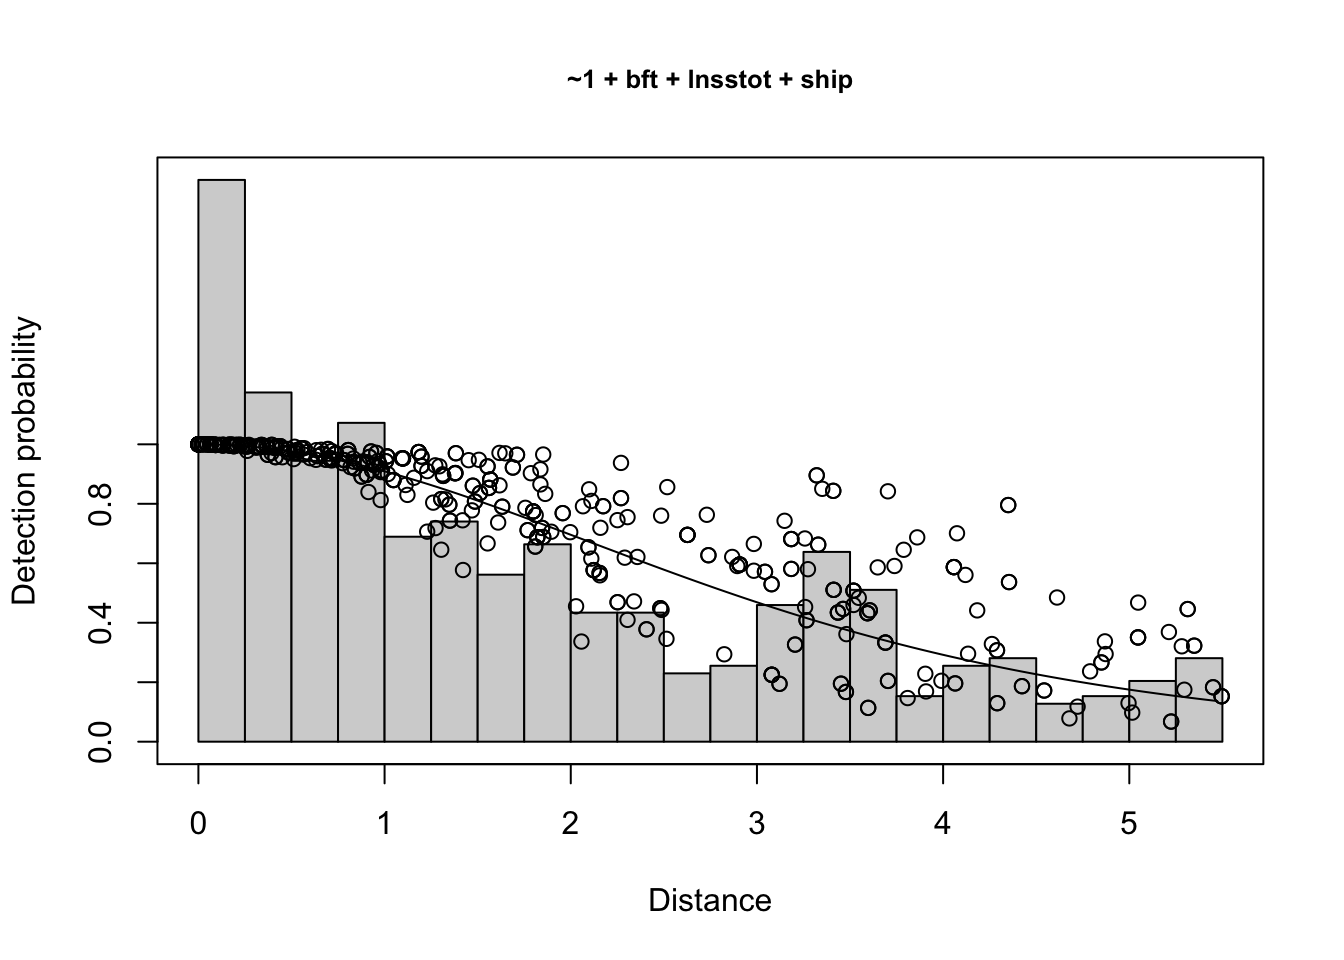 ~1 + bft + lnsstot + ship
Detection probability
0.8
0.4
0.0
0 1 2 3 4 5
Distance